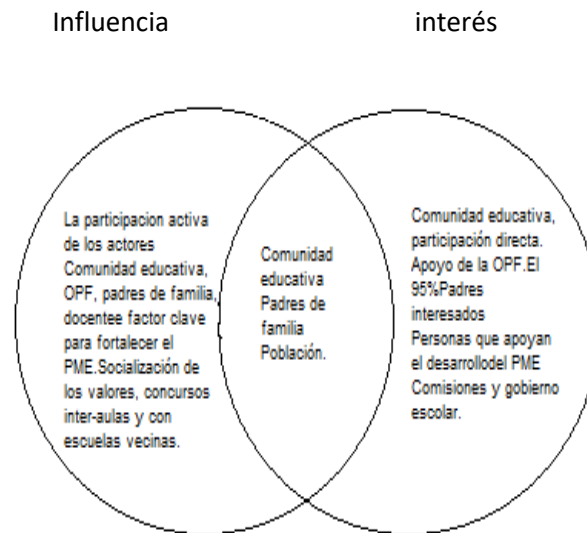 Influencia
interés
La participacion activa
de los actores
Comunidad educativa,
OPF, padres de familia,
docentee factor clave
para fortalecer el
PME.Socialización de
los valores, concursos
inter-aulas y con
escuelas vecinas.
Comunidad
educativa
Padres de
familia
Población.
Comunidad educativa,
participación directa.
Apoyo de la OPF.El
95%Padres
interesados
Personas que apoyan
el desarrollodel PME
Comisiones y gobierno
escolar.